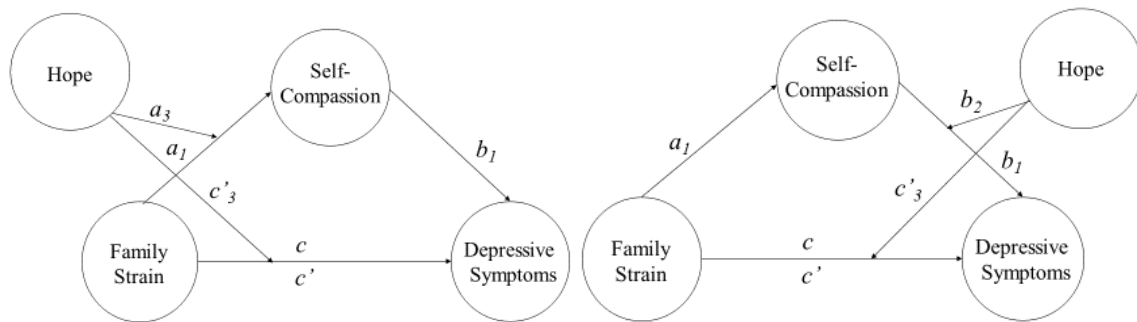 Hope
Self-
Compassion
a₃
a₁
b₁
c'₃
Family
Strain
c
c'
Depressive
Symptoms
Self-
Compassion
Hope
b₂
a₁
b₁
c'₃
Family
Strain
c
c'
Depressive
Symptoms